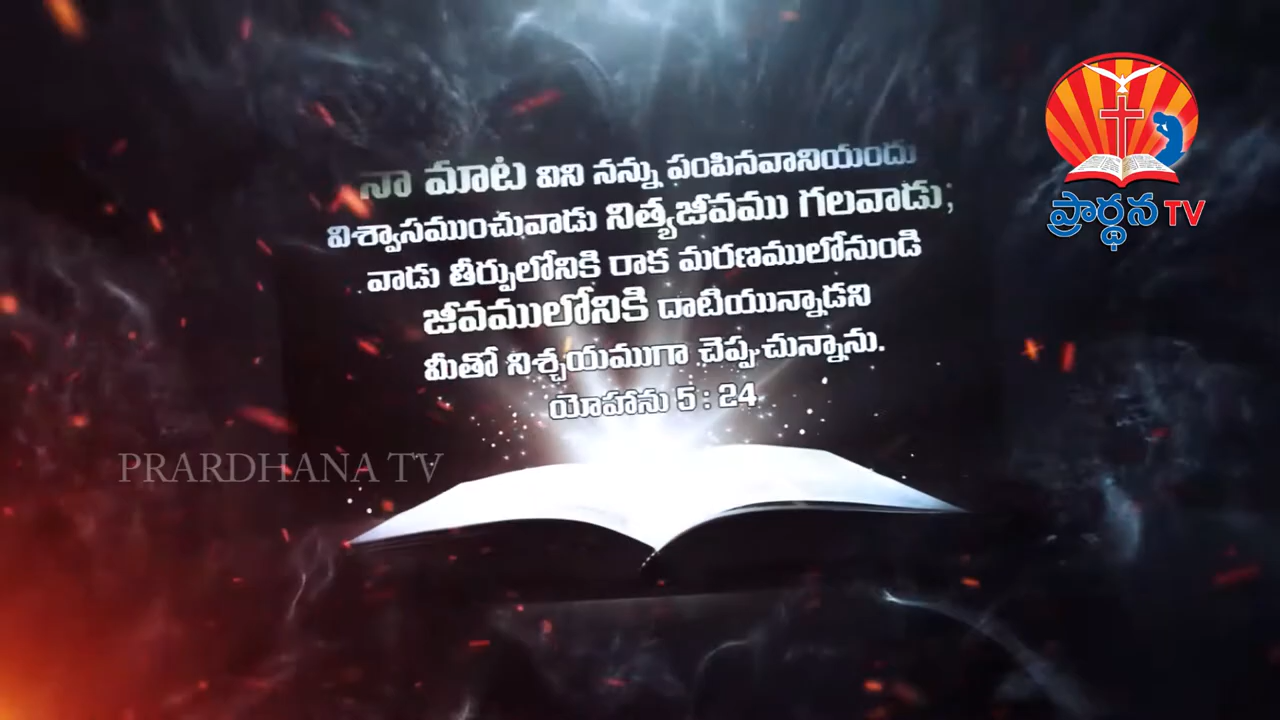 నా మాట విని నన్ను పంపినవానియందు
విశ్వాసముంచువాడు నిత్యజీవము గలవాడు;
వాడు తీర్పులోనికి రాక మరణములోనుండి
జీవములోనికి దాటియున్నాడని
మీతో నిశ్చయముగా చెప్పుచున్నాను.
యోహాను 5 : 24
PRARDHANA TV
ప్రార్థన TV